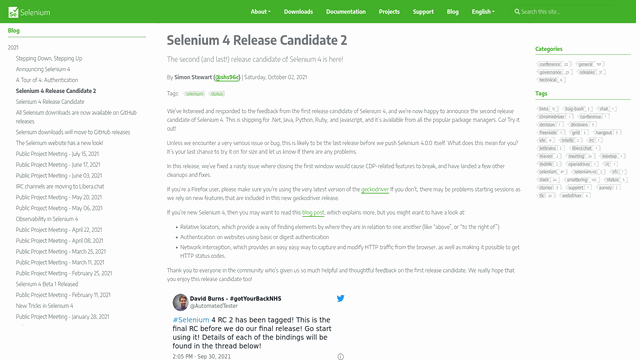 Selenium
About
Downloads
Documentation
Projects
Support
Blog
English
Search this site…
Blog
2021
Stepping Down, Stepping Up
Announcing Selenium 4
A Tour of 4: Authentication
Selenium 4 Release Candidate 2
Selenium 4 Release Candidate
All Selenium downloads are now available on GitHub
releases
Selenium downloads will move to GitHub releases
The Selenium website has a new look!
Public Project Meeting - July 15, 2021
Public Project Meeting - June 17, 2021
Public Project Meeting - June 03, 2021
IRC channels are moving to Libera.chat
Public Project Meeting - May 20, 2021
Public Project Meeting - May 06, 2021
Observability in Selenium 4
Public Project Meeting - April 22, 2021
Public Project Meeting - April 08, 2021
Public Project Meeting - March 25, 2021
Public Project Meeting - March 11, 2021
Public Project Meeting - February 25, 2021
Selenium 4 Beta 1 Released
Public Project Meeting - February 11, 2021
New Tricks in Selenium 4
Public Project Meeting - January 28, 2021
Selenium 4 Release Candidate 2
The second (and last!) release candidate of Selenium 4 is here!
By Simon Stewart (@shs96c) | Saturday, October 02, 2021
Tags: selenium status
We've listened and responded to the feedback from the first release candidate of Selenium 4, and we're now happy to announce the second release
candidate of Selenium 4. This is shipping for .Net, Java, Python, Ruby, and Javascript, and it's available from all the popular package managers. Go! Try it
out!
Unless we encounter a very serious issue or bug, this is likely to be the last release before we push Selenium 4.0.0 itself. What does this mean for you?
It's your last chance to try it on for size and let us know if there are any problems.
In this release, we've fixed a nasty issue where closing the first window would cause CDP-related features to break, and have landed a few other
cleanups and fixes.
If you're a Firefox user, please make sure you're using the very latest version of the geckodriver! If you don't, there may be problems starting sessions as
we rely on new features that are included in this new geckodriver release.
If you're new Selenium 4, then you may want to read this blog post, which explains more, but you might want to have a look at:
• Relative locators, which provide a way of finding elements by where they are in relation to one another (like "above", or "to the right of")
• Authentication on websites using basic or digest authentication
• Network interception, which provides an easy easy way to capture and modify HTTP traffic from the browser, as well as making it possible to get
HTTP status codes.
Thank you to everyone in the community who's given us so much helpful and thoughtful feedback on the first release candidate. We really hope that
you enjoy this release candidate too!
David Burns - #gotYourBackNHS
@AutomatedTester
#Selenium 4 RC 2 has been tagged! This is the
final RC before we do our final release! Go start
using it! Details of each of the bindings will be
found in the thread below!
2:05 PM · Sep 30, 2021
Categories
conference general
governance releases
technical
Tags